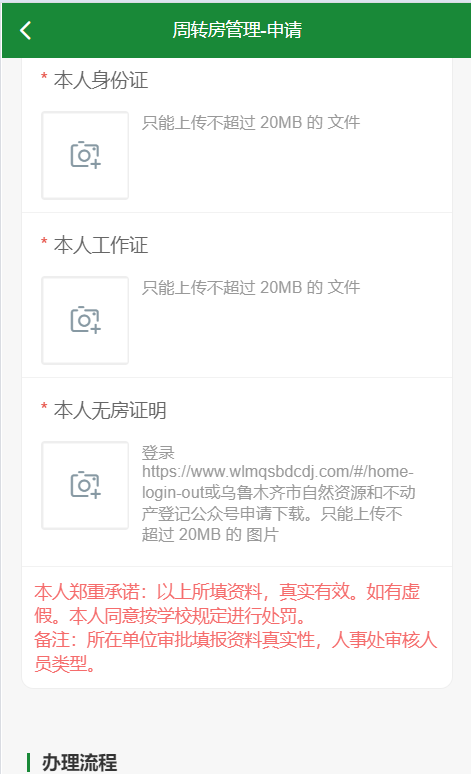 周转房管理-申请
* 本人身份证
只能上传不超过 20MB 的 文件
* 本人工作证
只能上传不超过 20MB 的 文件
* 本人无房证明
登录
https://www.wlmqsbdcdj.com/#/home-
login-out或乌鲁木齐市自然资源和不动
产登记公众号申请下载。只能上传不
超过 20MB 的 图片
本人郑重承诺：以上所填资料，真实有效。如有虚
假。本人同意按学校规定进行处罚。
备注：所在单位审批填报资料真实性，人事处审核人
员类型。
办理流程